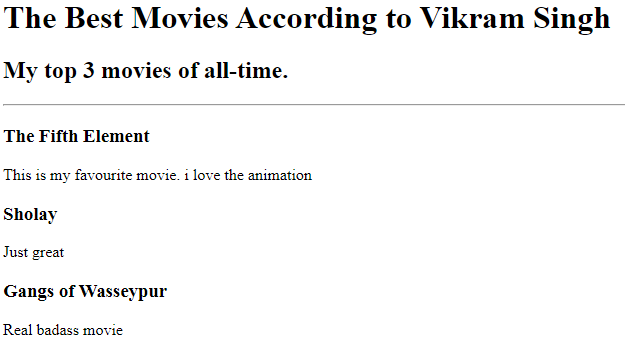 The Best Movies According to Vikram Singh
My top 3 movies of all-time.
The Fifth Element
This is my favourite movie. i love the animation
Sholay
Just great
Gangs of Wasseypur
Real badass movie